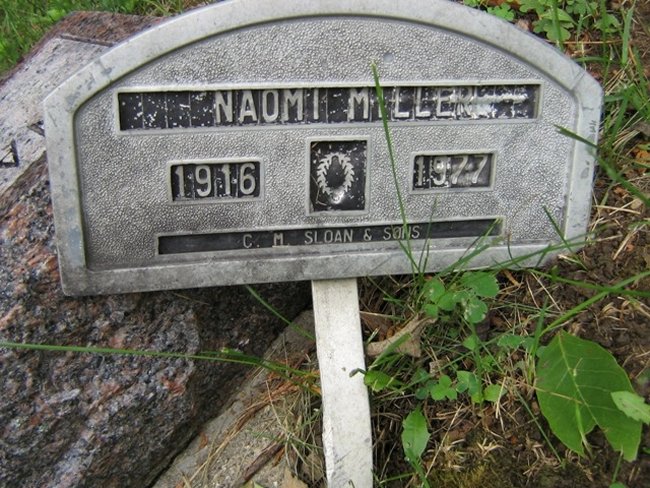 NAOMI MILLER
1916 1977
C. M. SLOAN & SONS